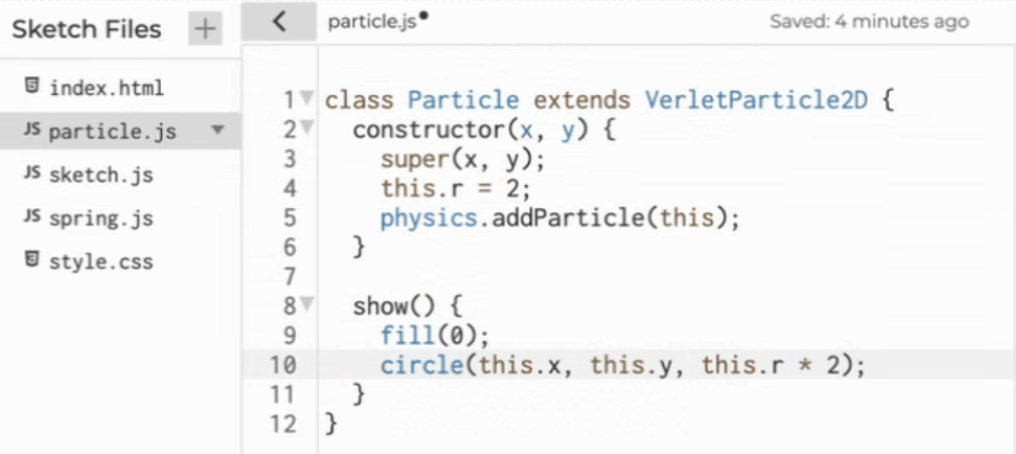 Sketch Files +
particle.js•
Saved: 4 minutes ago
index.html
JS particle.js
JS sketch.js
JS spring.js
style.css
1 class Particle extends VerletParticle2D {
2 constructor(x, y) {
3 super(x, y);
4 this.r = 2;
5 physics.addParticle(this);
6 }
7
8 show() {
9 fill(0);
10 circle(this.x, this.y, this.r * 2);
11 }
12 }